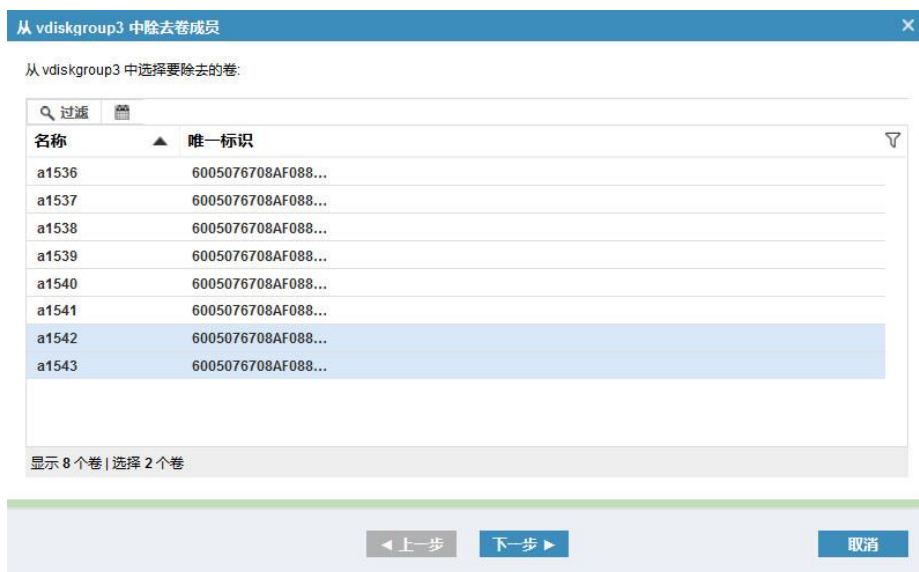 从 vdiskgroup3 中除去卷成员
从 vdiskgroup3 中选择要除去的卷:
过滤
名称 唯一标识
a1536 6005076708AF088...
a1537 6005076708AF088...
a1538 6005076708AF088...
a1539 6005076708AF088...
a1540 6005076708AF088...
a1541 6005076708AF088...
a1542 6005076708AF088...
a1543 6005076708AF088...
显示 8 个卷 | 选择 2 个卷
上一步 下一步 取消